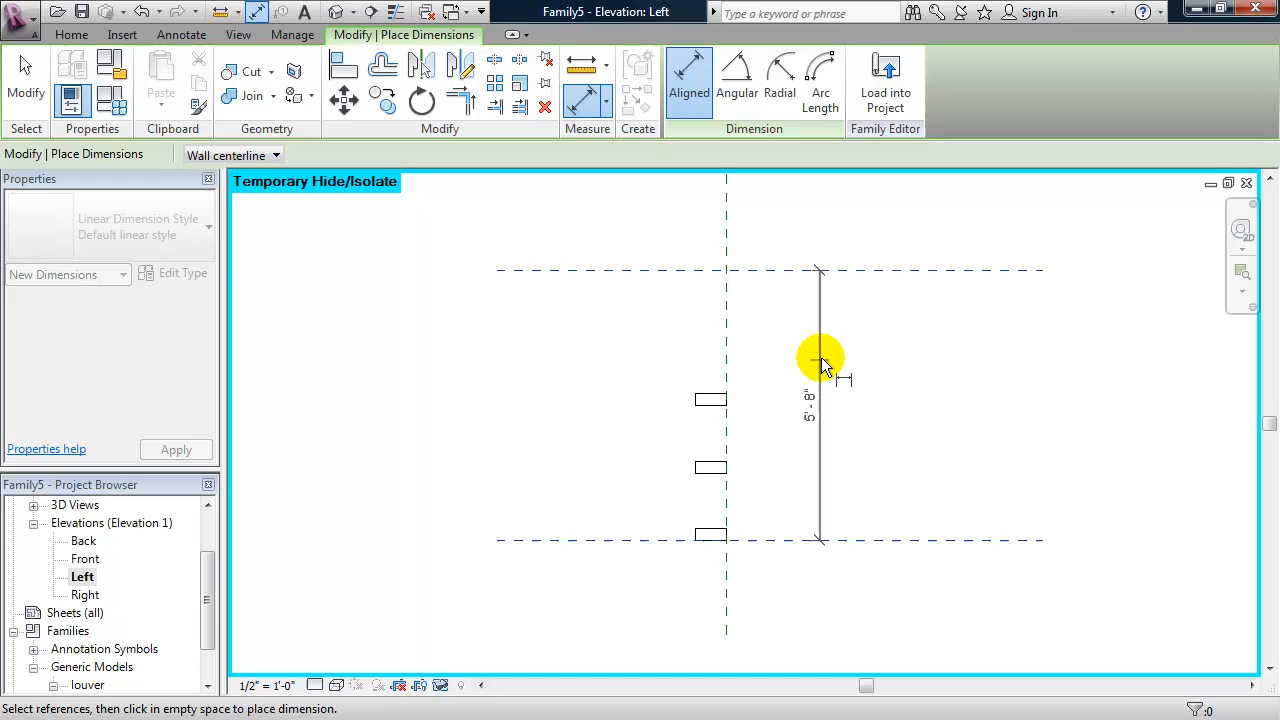 Family5 - Elevation: Left
Type a keyword or phrase
Sign In
Home
Insert
Annotate
View
Manage
Modify | Place Dimensions
Modify
Paste
Cut
Join
Aligned
Angular
Radial
Arc
Length
Load into
Project
Select
Properties
Clipboard
Geometry
Modify
Measure
Create
Dimension
Family Editor
Modify | Place Dimensions
Wall centerline
Properties
Linear Dimension Style
Default linear style
New Dimensions
Edit Type
Properties help
Apply
Family5 - Project Browser
3D Views
Elevations (Elevation 1)
Back
Front
Left
Right
Sheets (all)
Families
Annotation Symbols
Generic Models
louver
Temporary Hide/Isolate
2D
5' - 8"
1/2" = 1'-0"
Select references, then click in empty space to place dimension.
:0